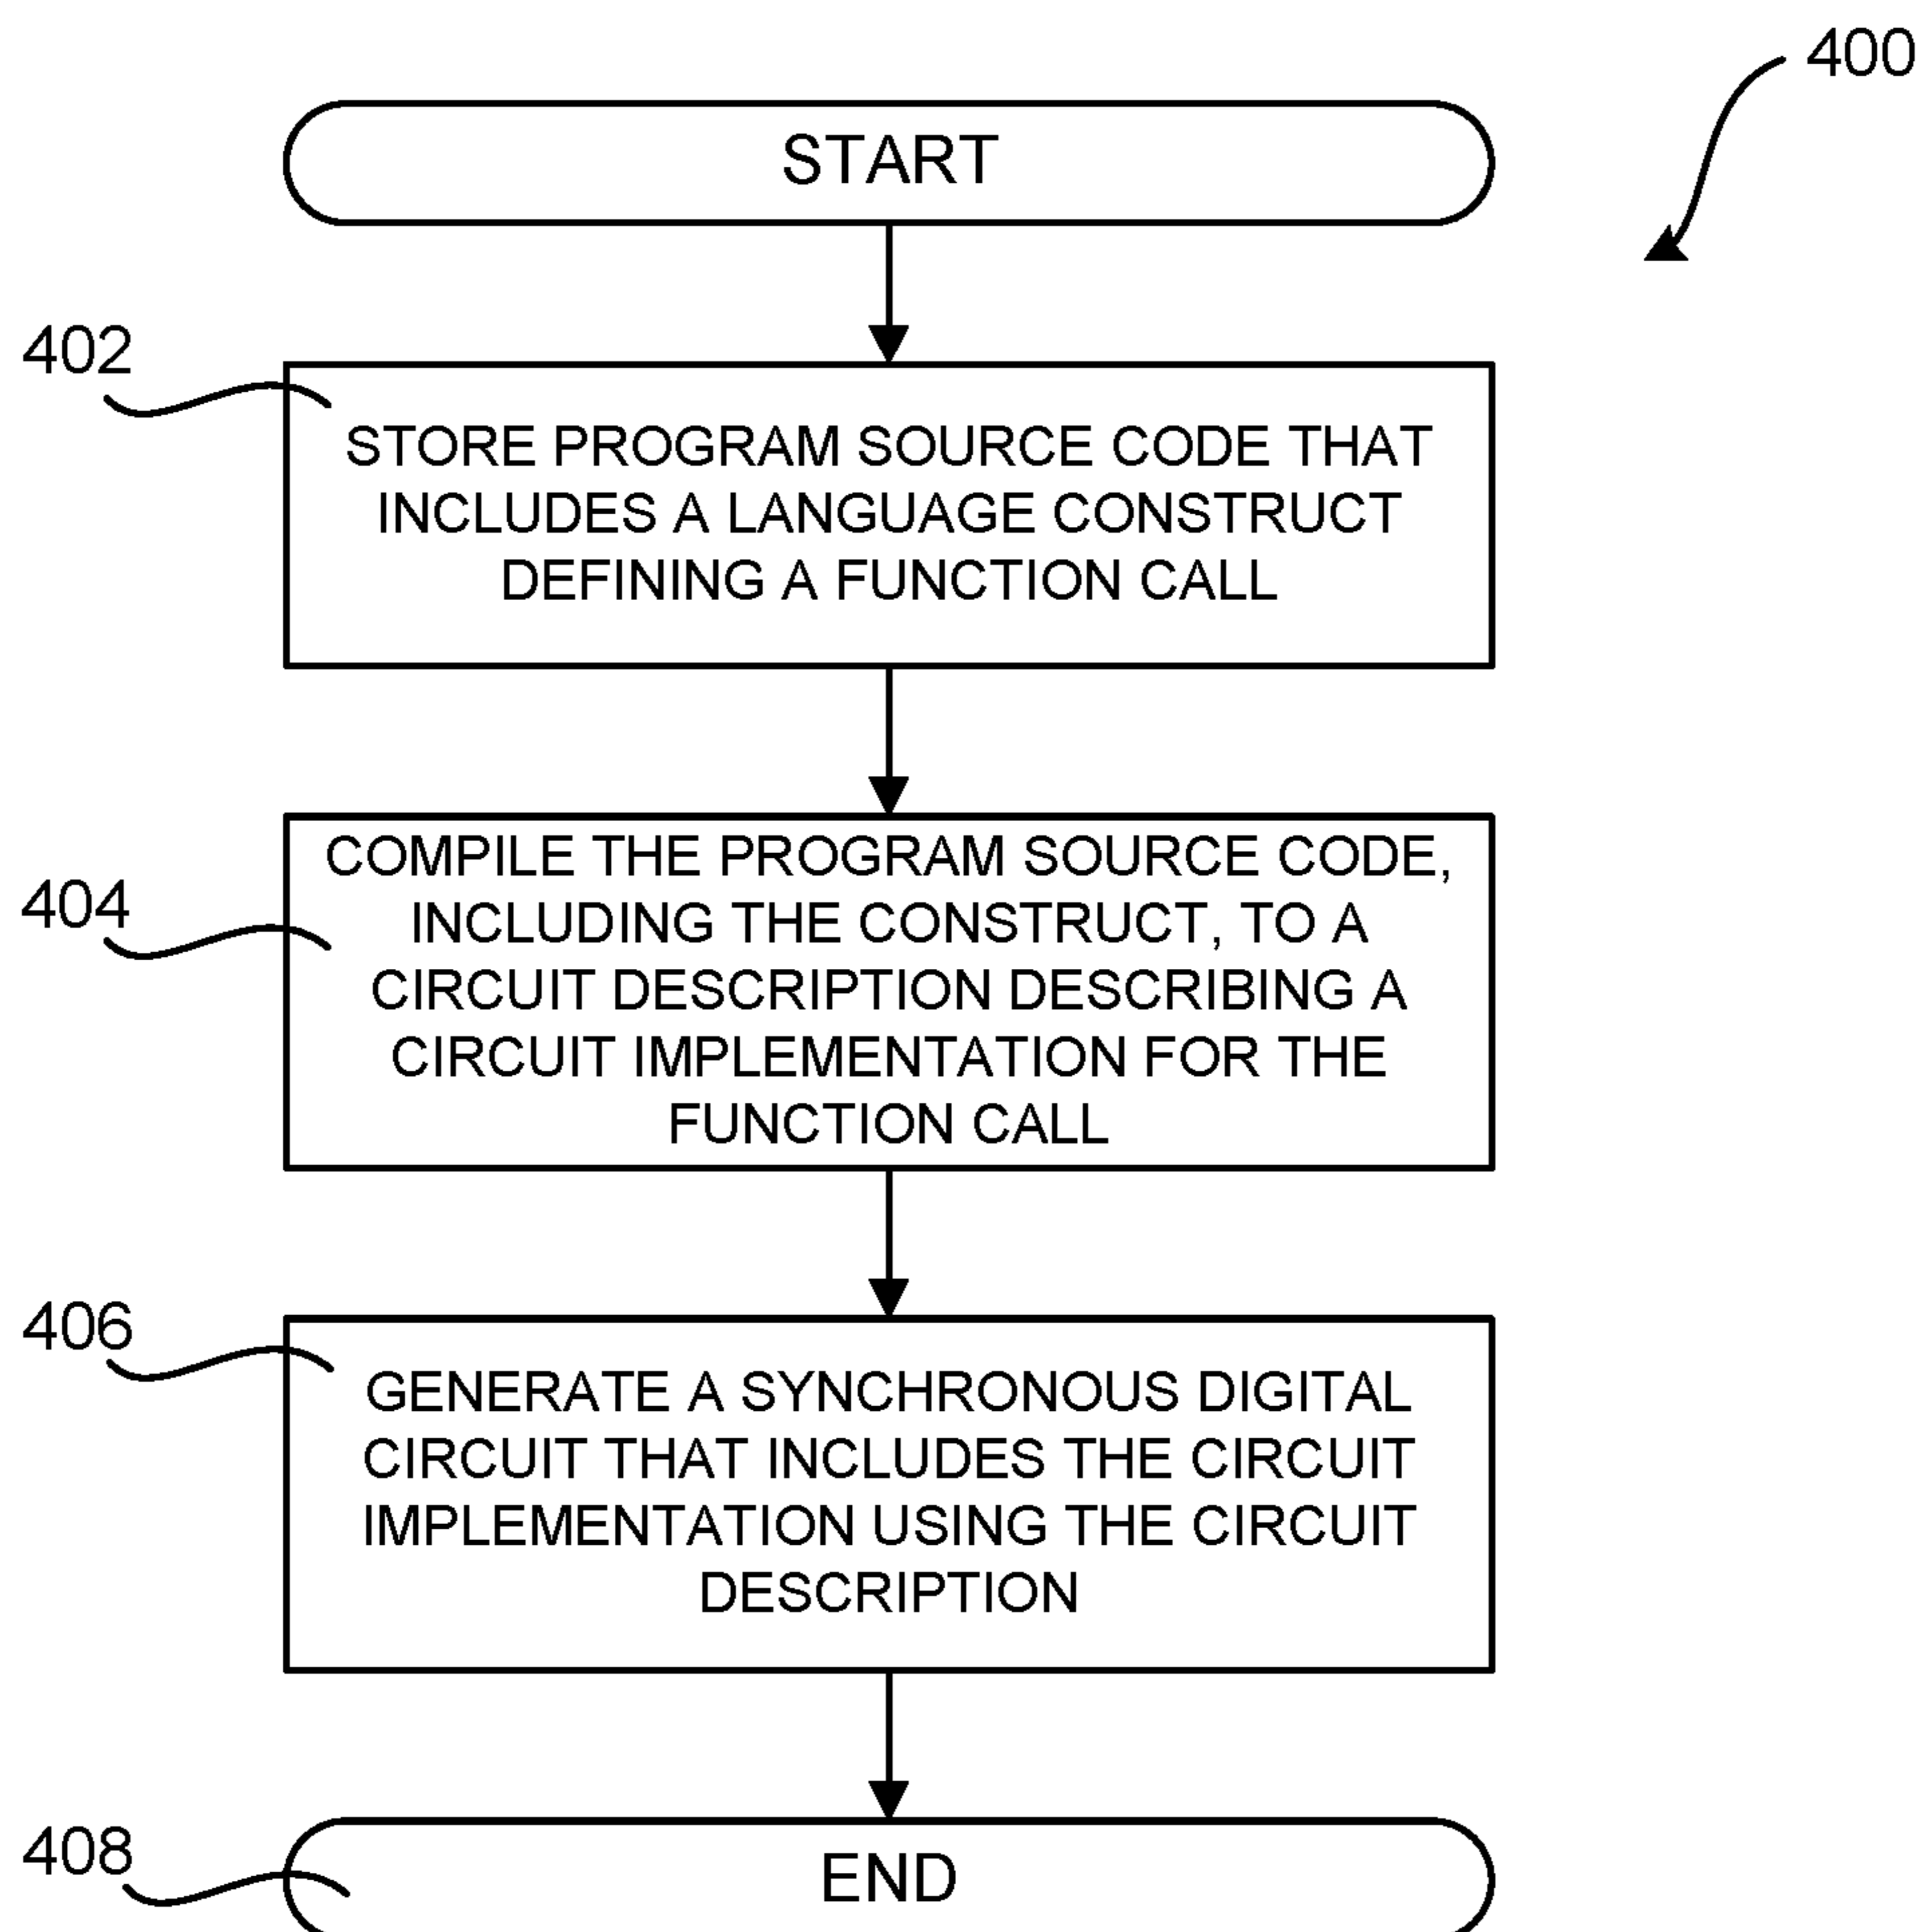 400
START
402
STORE PROGRAM SOURCE CODE THAT
INCLUDES A LANGUAGE CONSTRUCT
DEFINING A FUNCTION CALL
404
COMPILE THE PROGRAM SOURCE CODE,
INCLUDING THE CONSTRUCT, TO A
CIRCUIT DESCRIPTION DESCRIBING A
CIRCUIT IMPLEMENTATION FOR THE
FUNCTION CALL
406
GENERATE A SYNCHRONOUS DIGITAL
CIRCUIT THAT INCLUDES THE CIRCUIT
IMPLEMENTATION USING THE CIRCUIT
DESCRIPTION
408
END